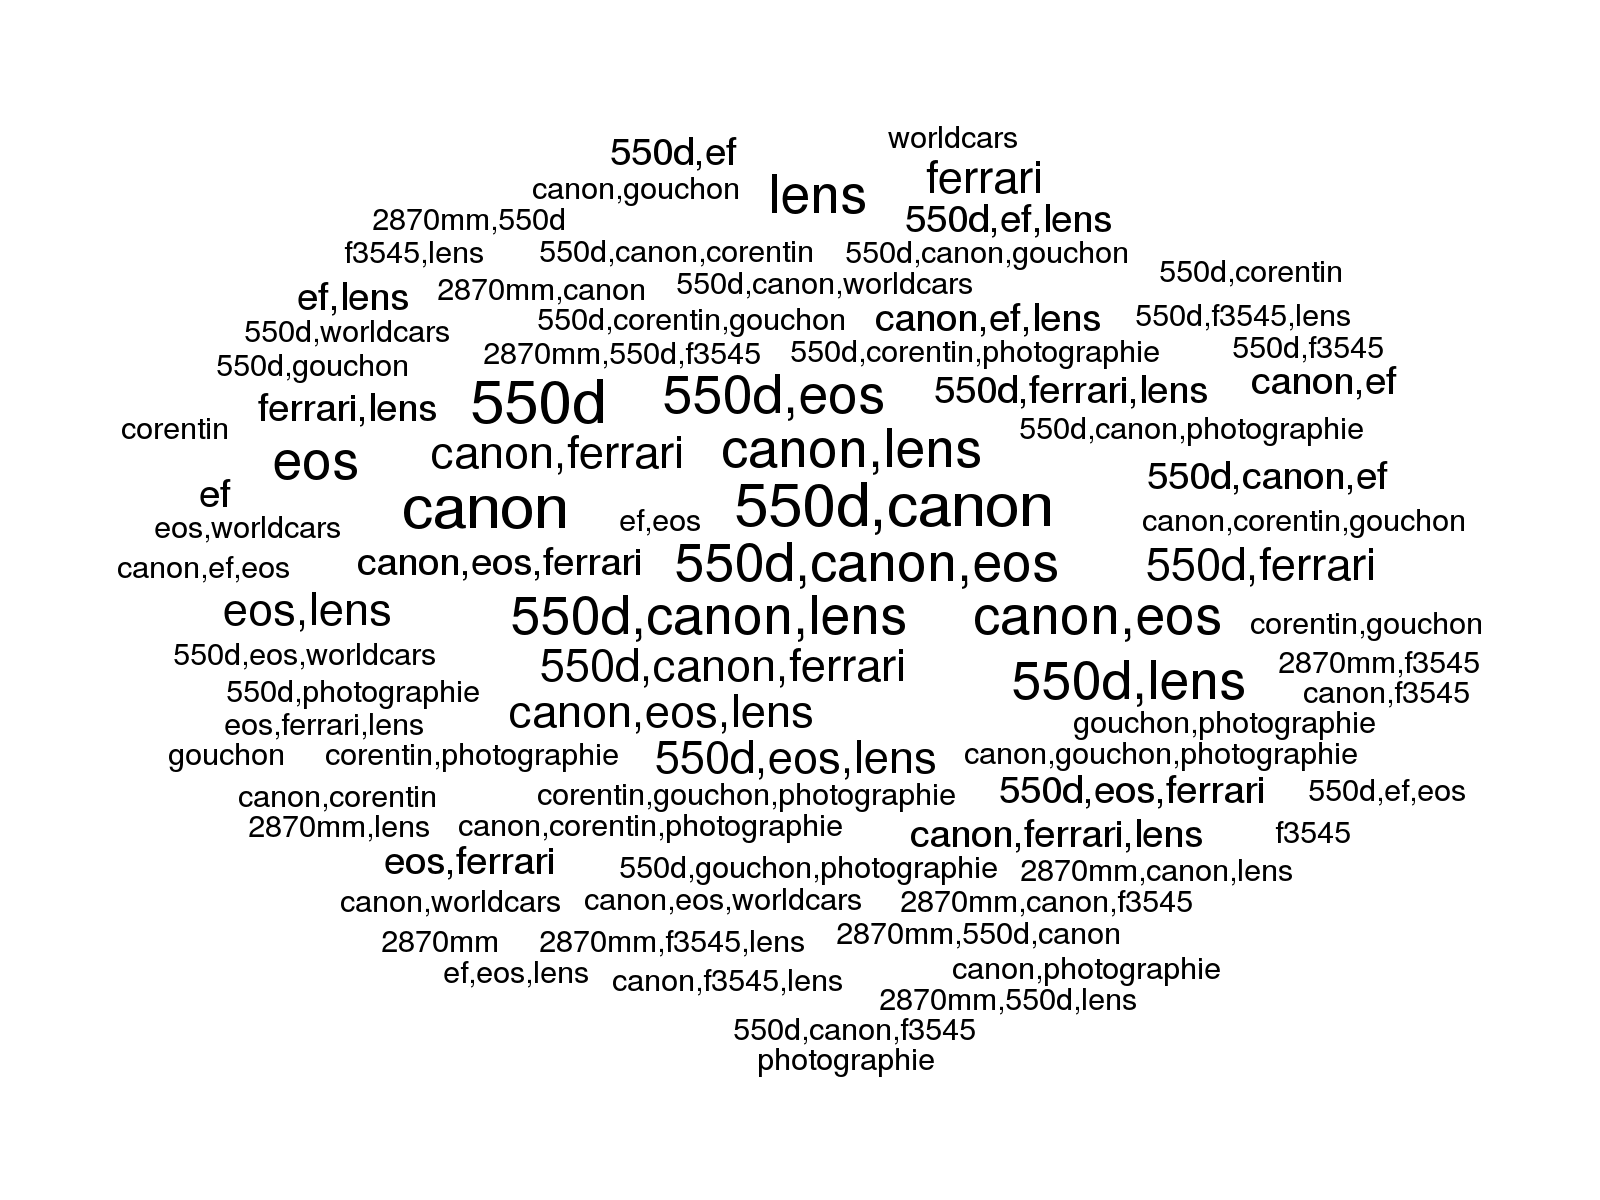 worldcars
550d,ef
ferrari
canon,gouchon
lens
2870mm,550d
550d,ef,lens
f3545,lens
550d,canon,corentin
550d,canon,gouchon
550d,corentin
ef,lens
2870mm,canon
550d,canon,worldcars
550d,worldcars
550d,corentin,gouchon
canon,ef,lens
550d,f3545,lens
550d,gouchon
2870mm,550d,f3545
550d,corentin,photographie
550d,f3545
ferrari,lens
550d
550d,eos
550d,ferrari,lens
canon,ef
corentin
canon,ferrari
canon,lens
550d,canon,photographie
eos
550d,canon,ef
ef
canon
ef,eos
550d,canon
eos,worldcars
canon,corentin,gouchon
canon,ef,eos
canon,eos,ferrari
550d,canon,eos
550d,ferrari
eos,lens
550d,canon,lens
canon,eos
corentin,gouchon
550d,eos,worldcars
550d,canon,ferrari
2870mm,f3545
550d,lens
550d,photographie
canon,f3545
eos,ferrari,lens
canon,eos,lens
gouchon,photographie
gouchon
corentin,photographie
550d,eos,lens
canon,gouchon,photographie
canon,corentin
corentin,gouchon,photographie
550d,eos,ferrari
550d,ef,eos
2870mm,lens
canon,corentin,photographie
canon,ferrari,lens
f3545
eos,ferrari
550d,gouchon,photographie
2870mm,canon,lens
canon,worldcars
canon,eos,worldcars
2870mm,canon,f3545
2870mm
2870mm,f3545,lens
2870mm,550d,canon
ef,eos,lens
canon,f3545,lens
canon,photographie
2870mm,550d,lens
550d,canon,f3545
photographie